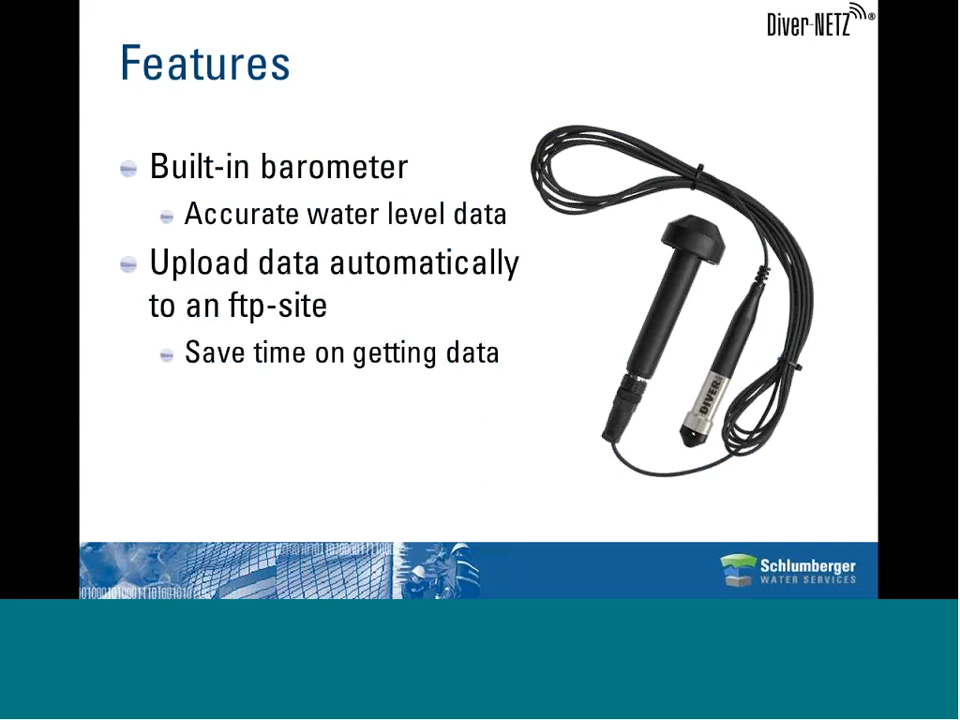 Diver-NETZ®
Features
Built-in barometer
Accurate water level data
Upload data automatically
to an ftp-site
Save time on getting data
DIVER
Schlumberger
WATER SERVICES